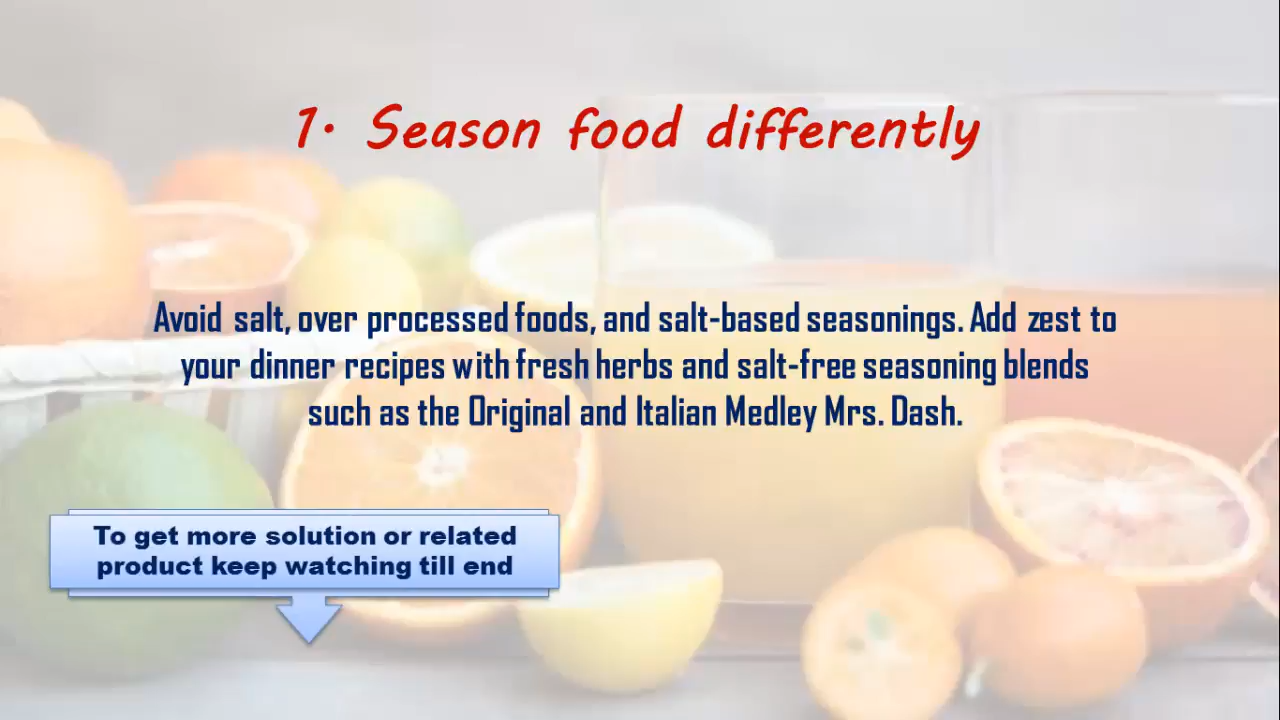 1. Season food differently
Avoid salt, over processed foods, and salt-based seasonings. Add zest to
your dinner recipes with fresh herbs and salt-free seasoning blends
such as the Original and Italian Medley Mrs. Dash.
To get more solution or related
product keep watching till end